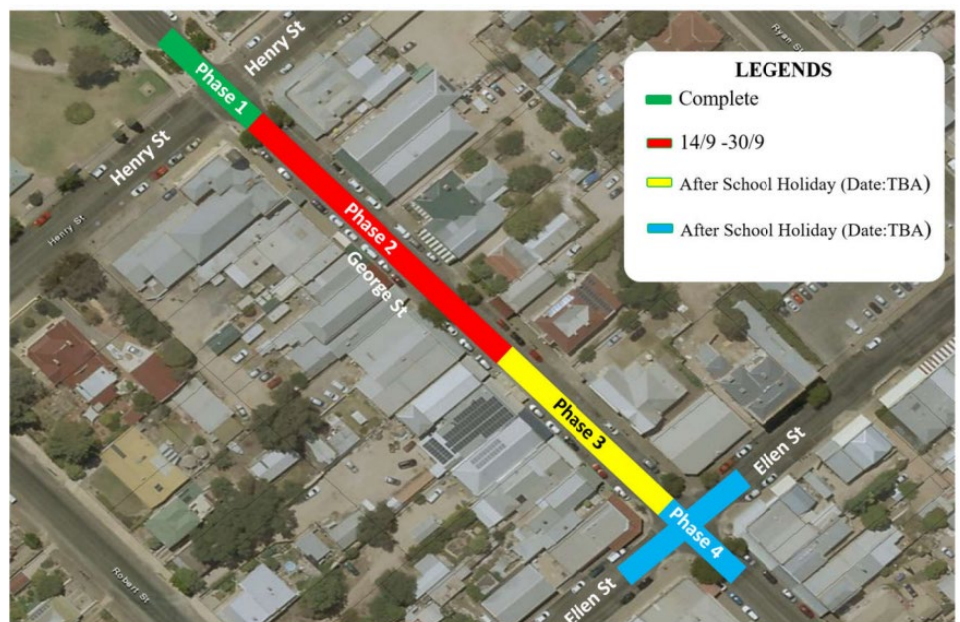 Henry St
Ryan St
LEGENDS
Complete
14/9 -30/9
After School Holiday (Date:TBA)
After School Holiday (Date:TBA)
Phase 1
Henry St
Henry St
Phase 2
George St
Phase 3
Ellen St
Phase 4
Robert St
Ellen St